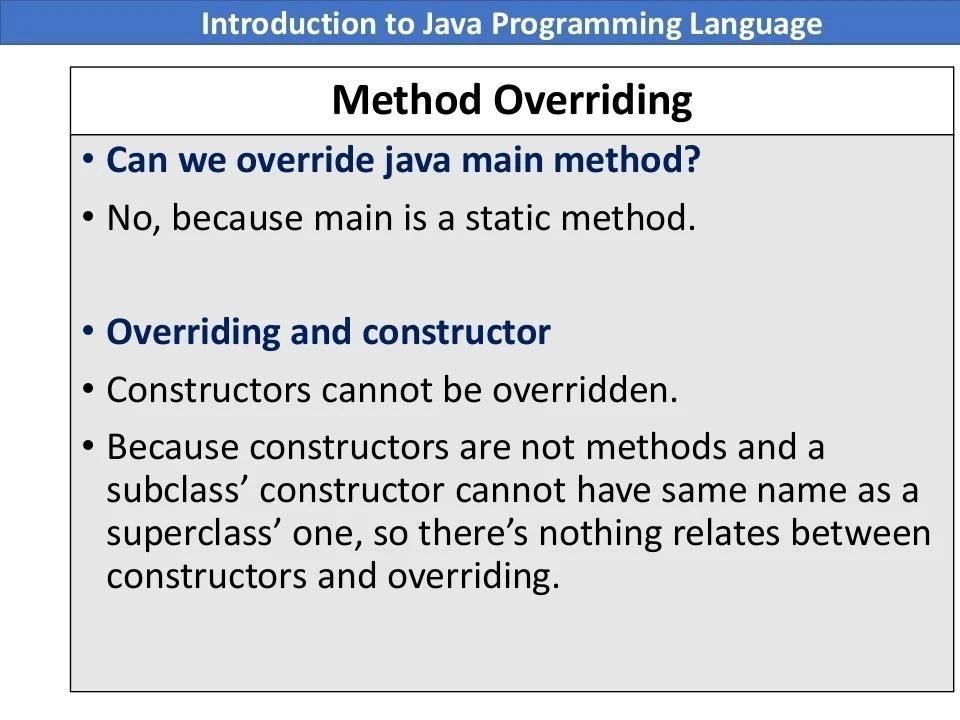 Introduction to Java Programming Language
Method Overriding
• Can we override java main method?
• No, because main is a static method.
• Overriding and constructor
• Constructors cannot be overridden.
• Because constructors are not methods and a
subclass’ constructor cannot have same name as a
superclass’ one, so there’s nothing relates between
constructors and overriding.